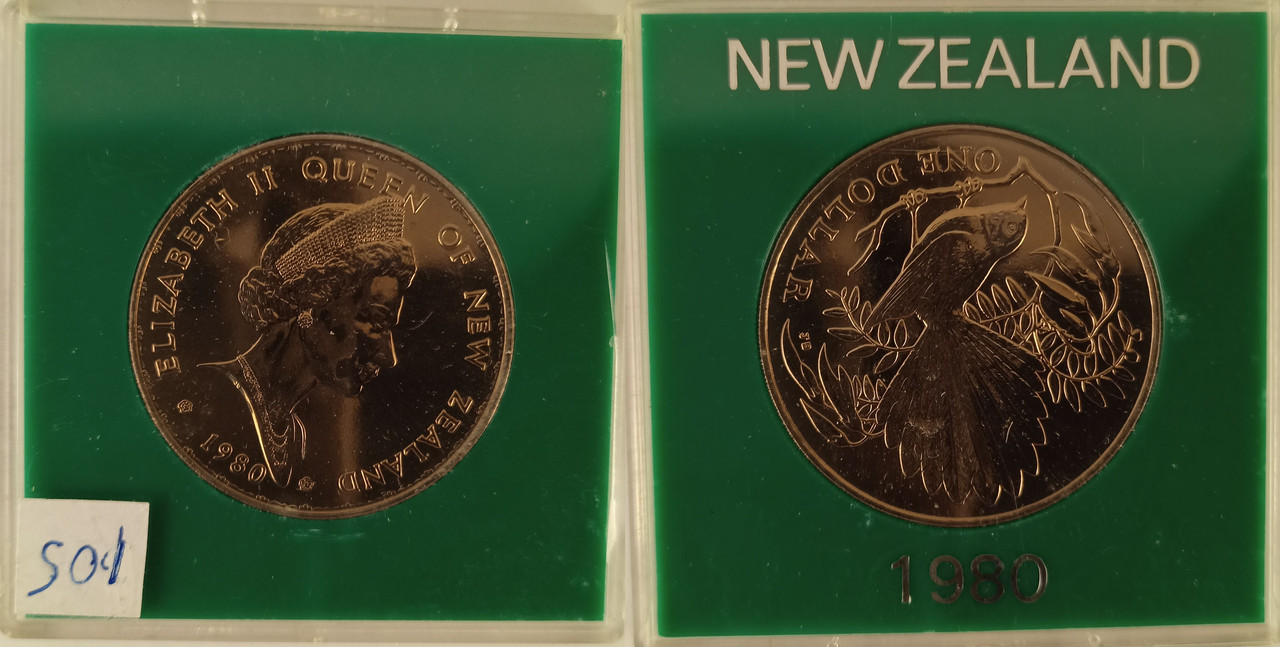 ELIZABETH II QUEEN OF NEW ZEALAND
1980
NEW ZEALAND
ONE DOLLAR
1980